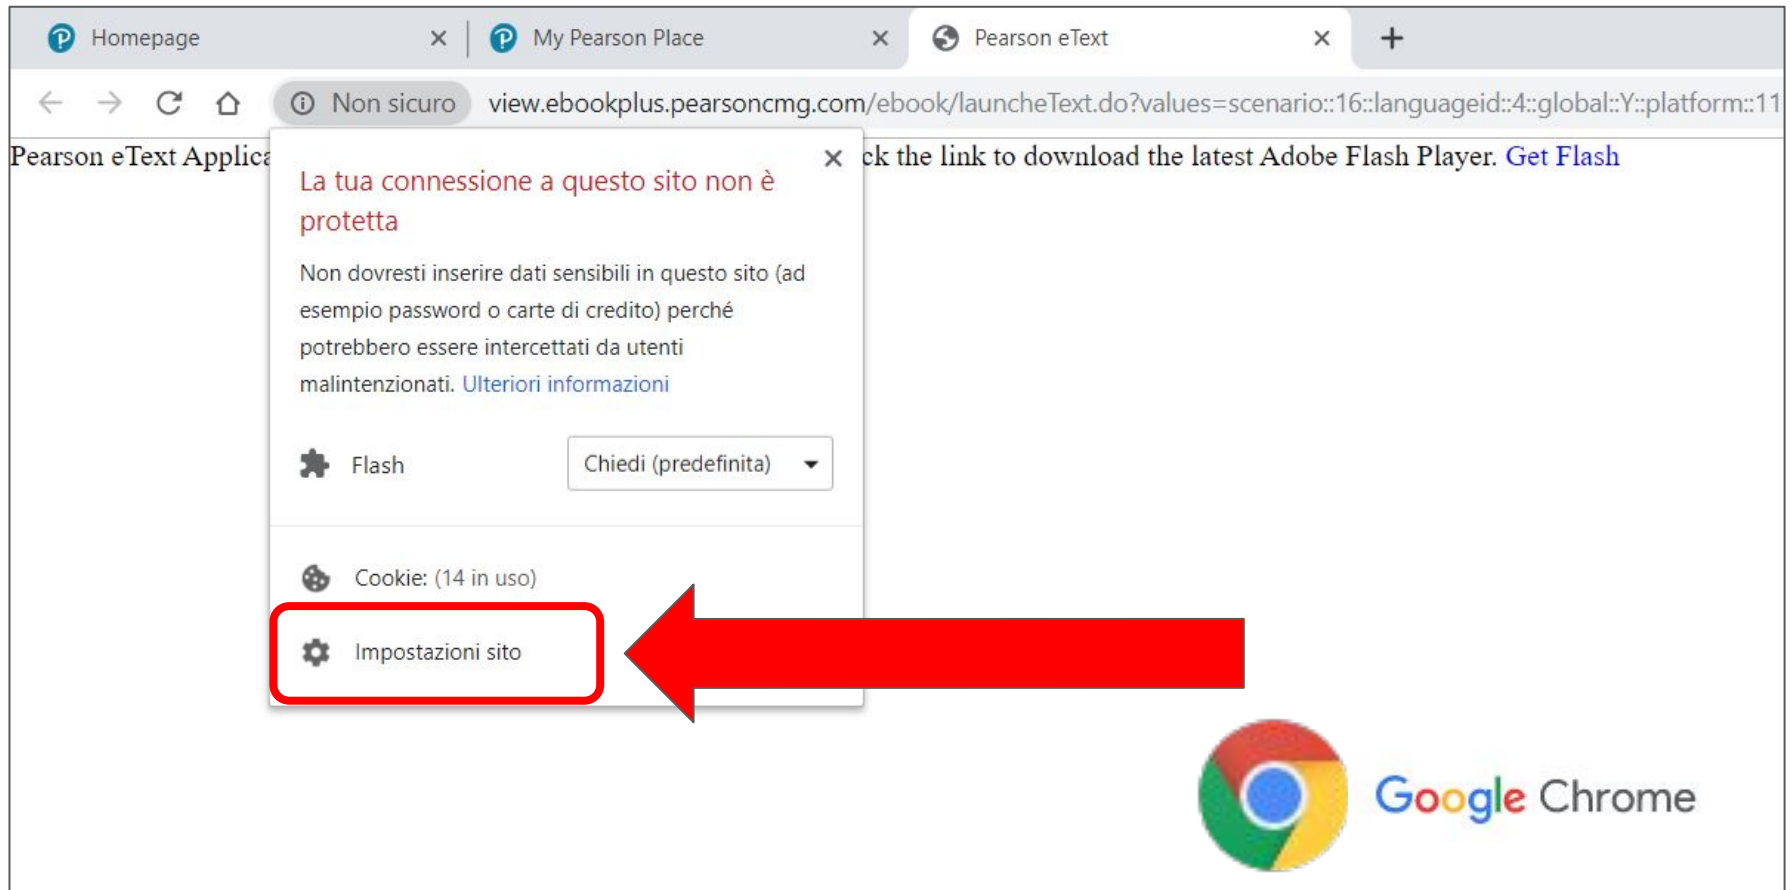 Homepage
My Pearson Place
Pearson eText
Non sicuro view.ebookplus.pearsoncmg.com/ebook/launcheText.do?values=scenario::16::languageid::4::global::Y::platform::11
Pearson eText Applica ck the link to download the latest Adobe Flash Player. Get Flash
La tua connessione a questo sito non è
protetta
Non dovresti inserire dati sensibili in questo sito (ad
esempio password o carte di credito) perché
potrebbero essere intercettati da utenti
malintenzionati. Ulteriori informazioni
Flash Chiedi (predefinita)
Cookie: (14 in uso)
Impostazioni sito
Google Chrome